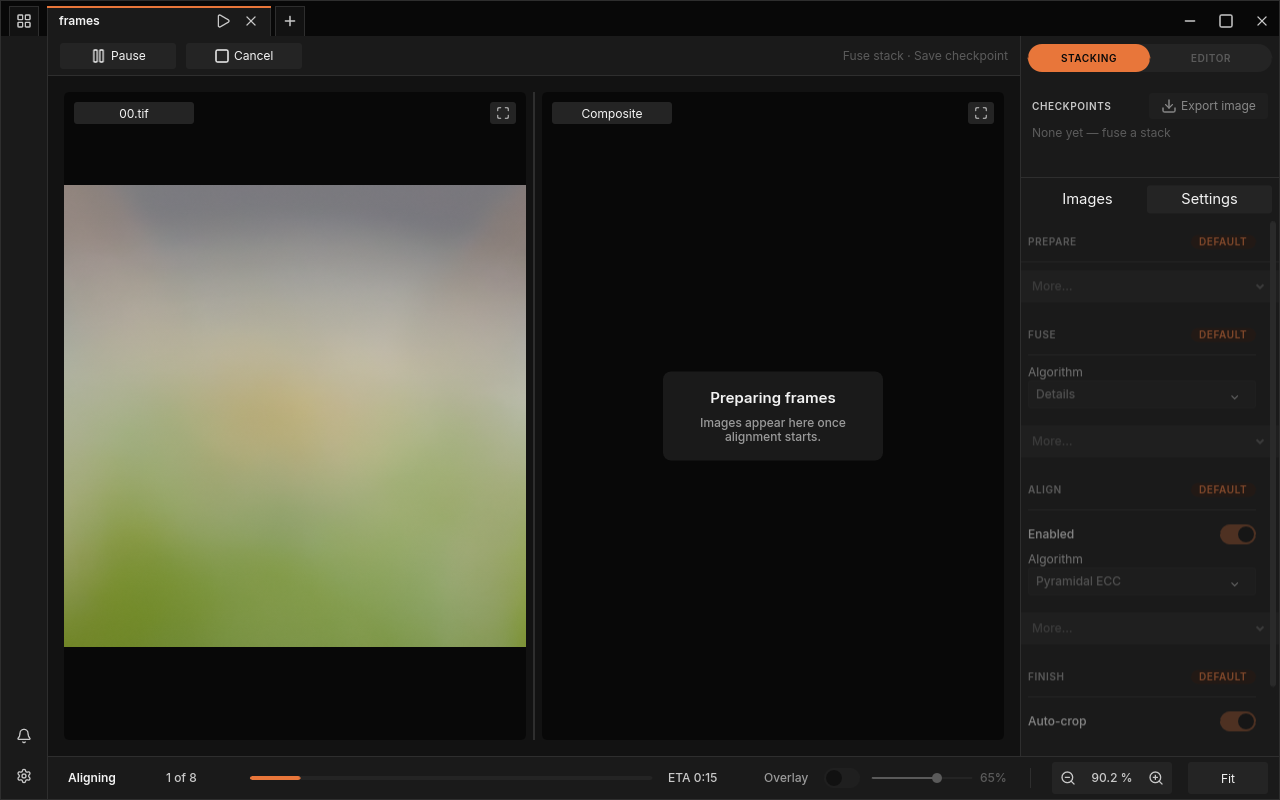 frames
Pause
Cancel
Fuse stack · Save checkpoint
STACKING
EDITOR
00.tif
Composite
CHECKPOINTS
Export image
None yet — fuse a stack
Images
Settings
PREPARE
DEFAULT
More...
FUSE
DEFAULT
Algorithm
Details
More...
ALIGN
DEFAULT
Enabled
Algorithm
Pyramidal ECC
More...
FINISH
DEFAULT
Auto-crop
Preparing frames
Images appear here once
alignment starts.
Aligning
1 of 8
ETA 0:15
Overlay
65%
90.2 %
Fit